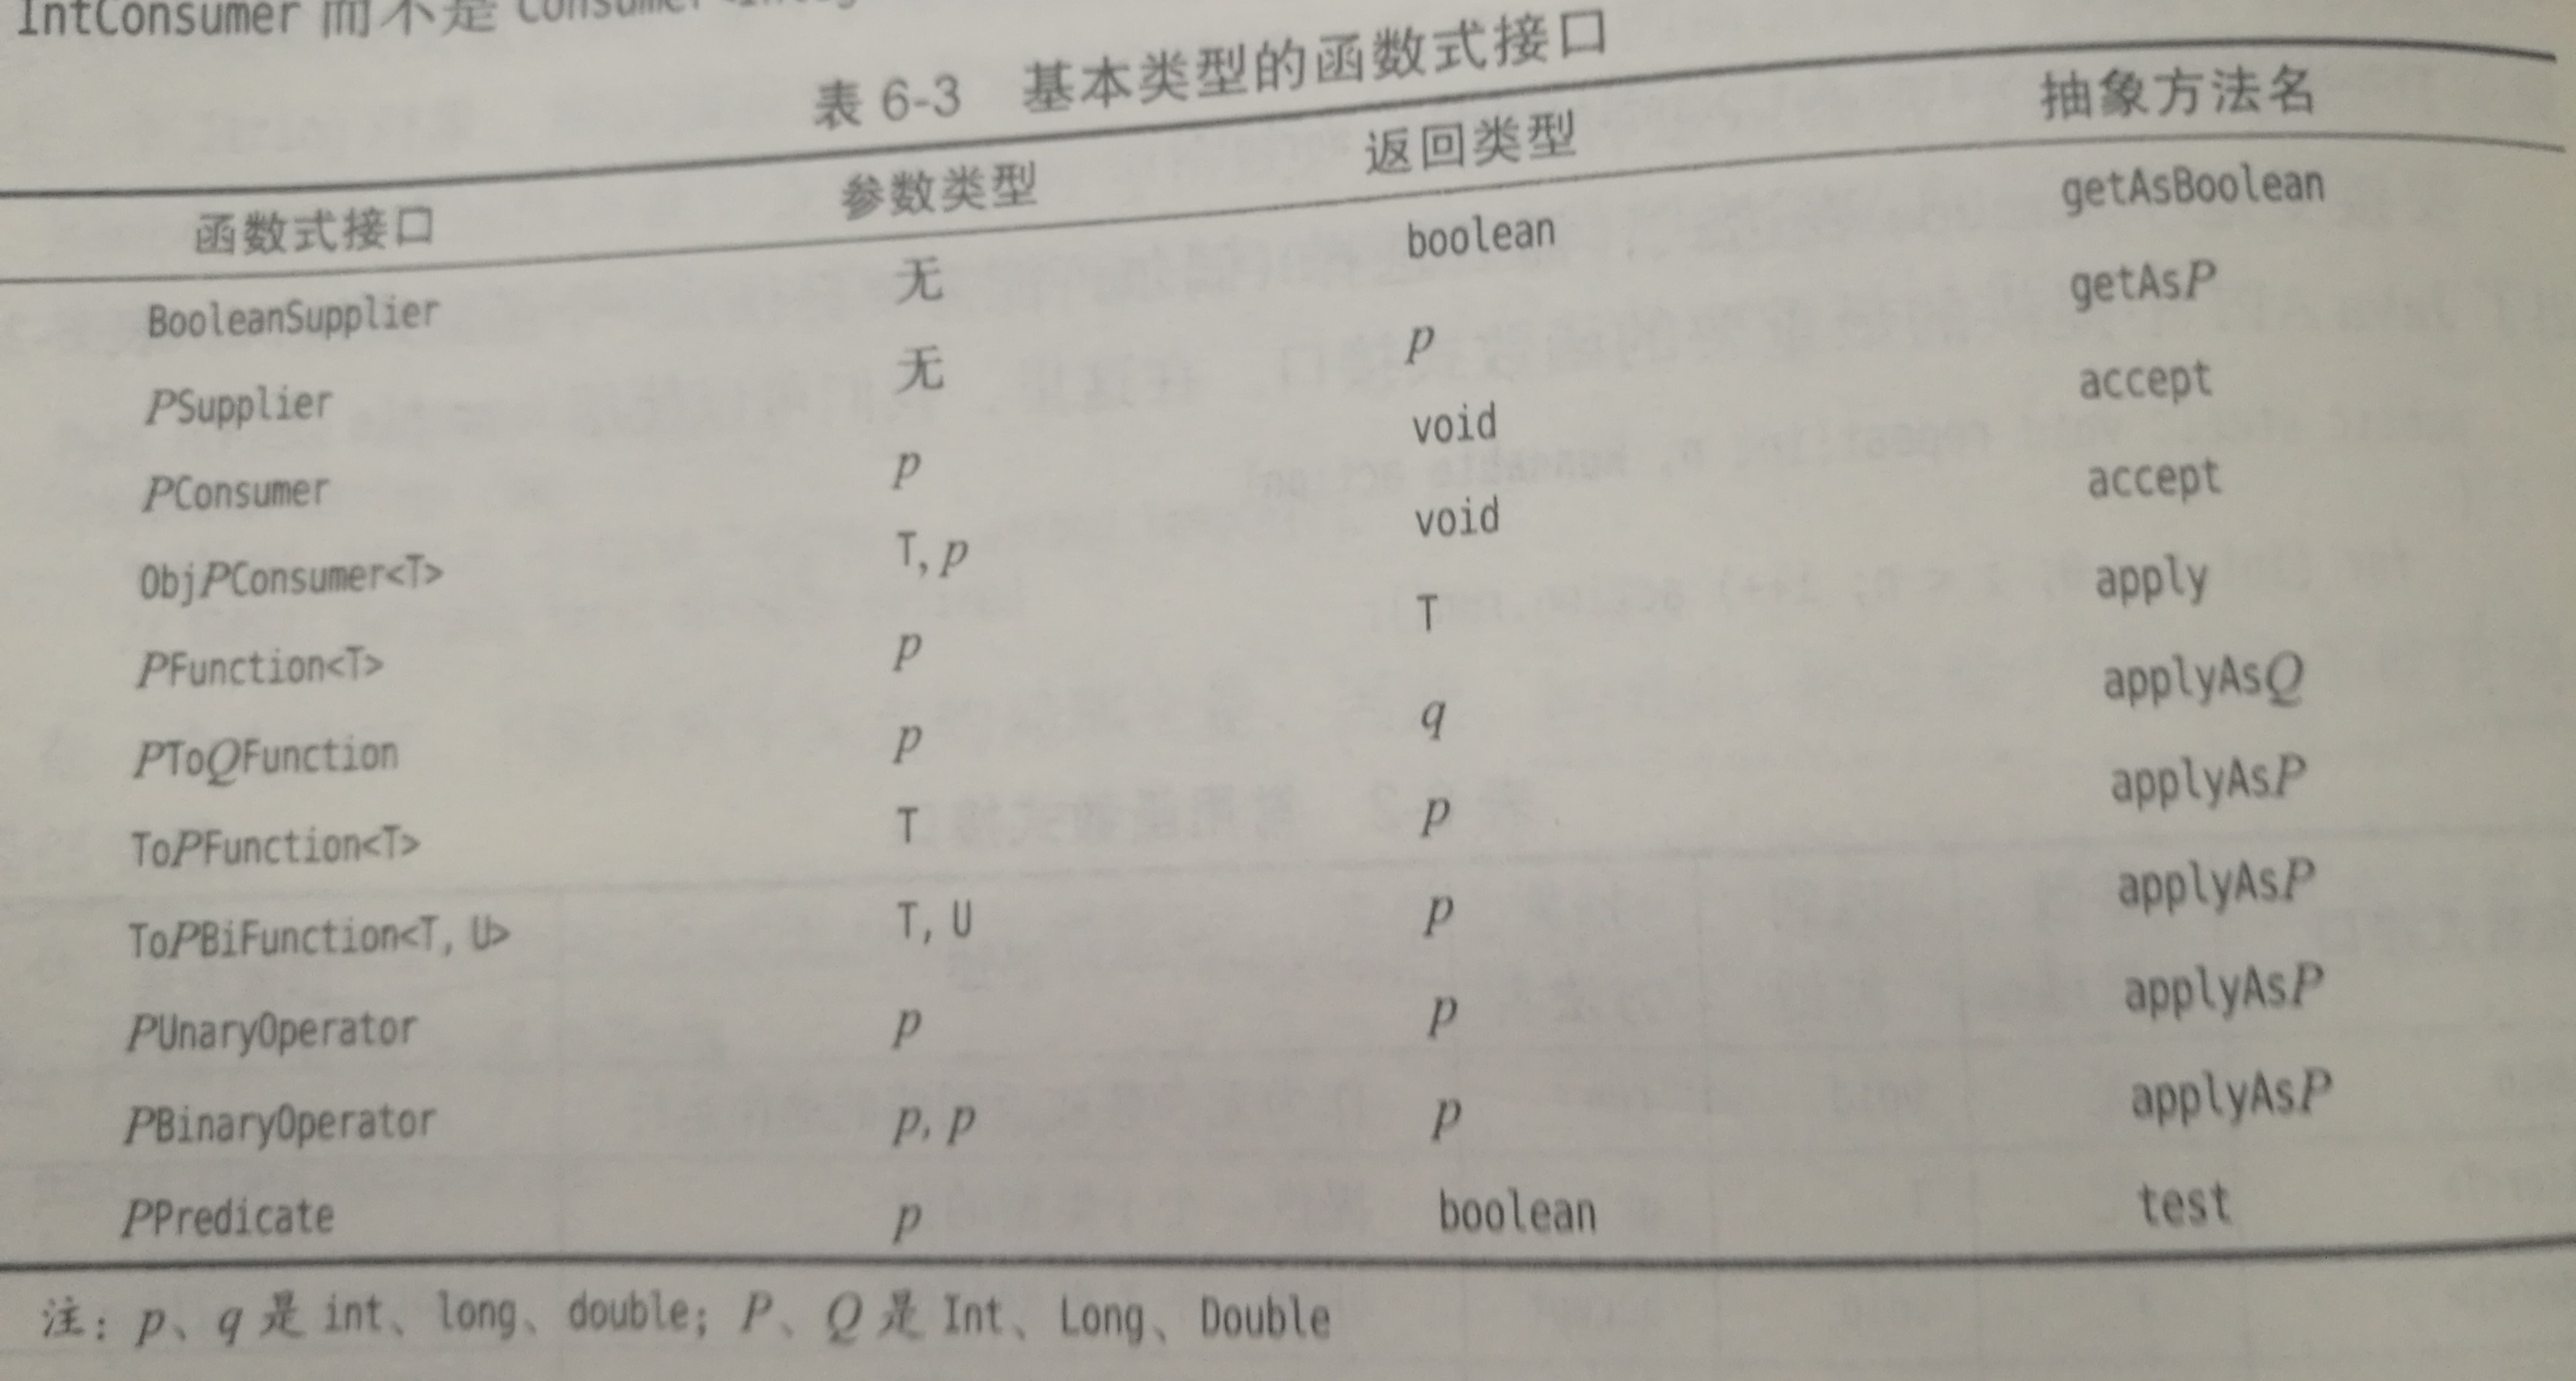 IntConsumer 而不是 Consumer
表 6-3 基本类型的函数式接口
函数式接口 参数类型 返回类型 抽象方法名
BooleanSupplier 无 boolean getAsBoolean
PSupplier 无 p getAsP
PConsumer p void accept
ObjPConsumer<T> T, p void accept
PFunction<T> p T apply
PToQFunction p q applyAsQ
ToPFunction<T> T p applyAsP
ToPBiFunction<T, U> T, U p applyAsP
PUnaryOperator p p applyAsP
PBinaryOperator p, p p applyAsP
PPredicate p boolean test
注：p、q 是 int、long、double；P、Q 是 Int、Long、Double